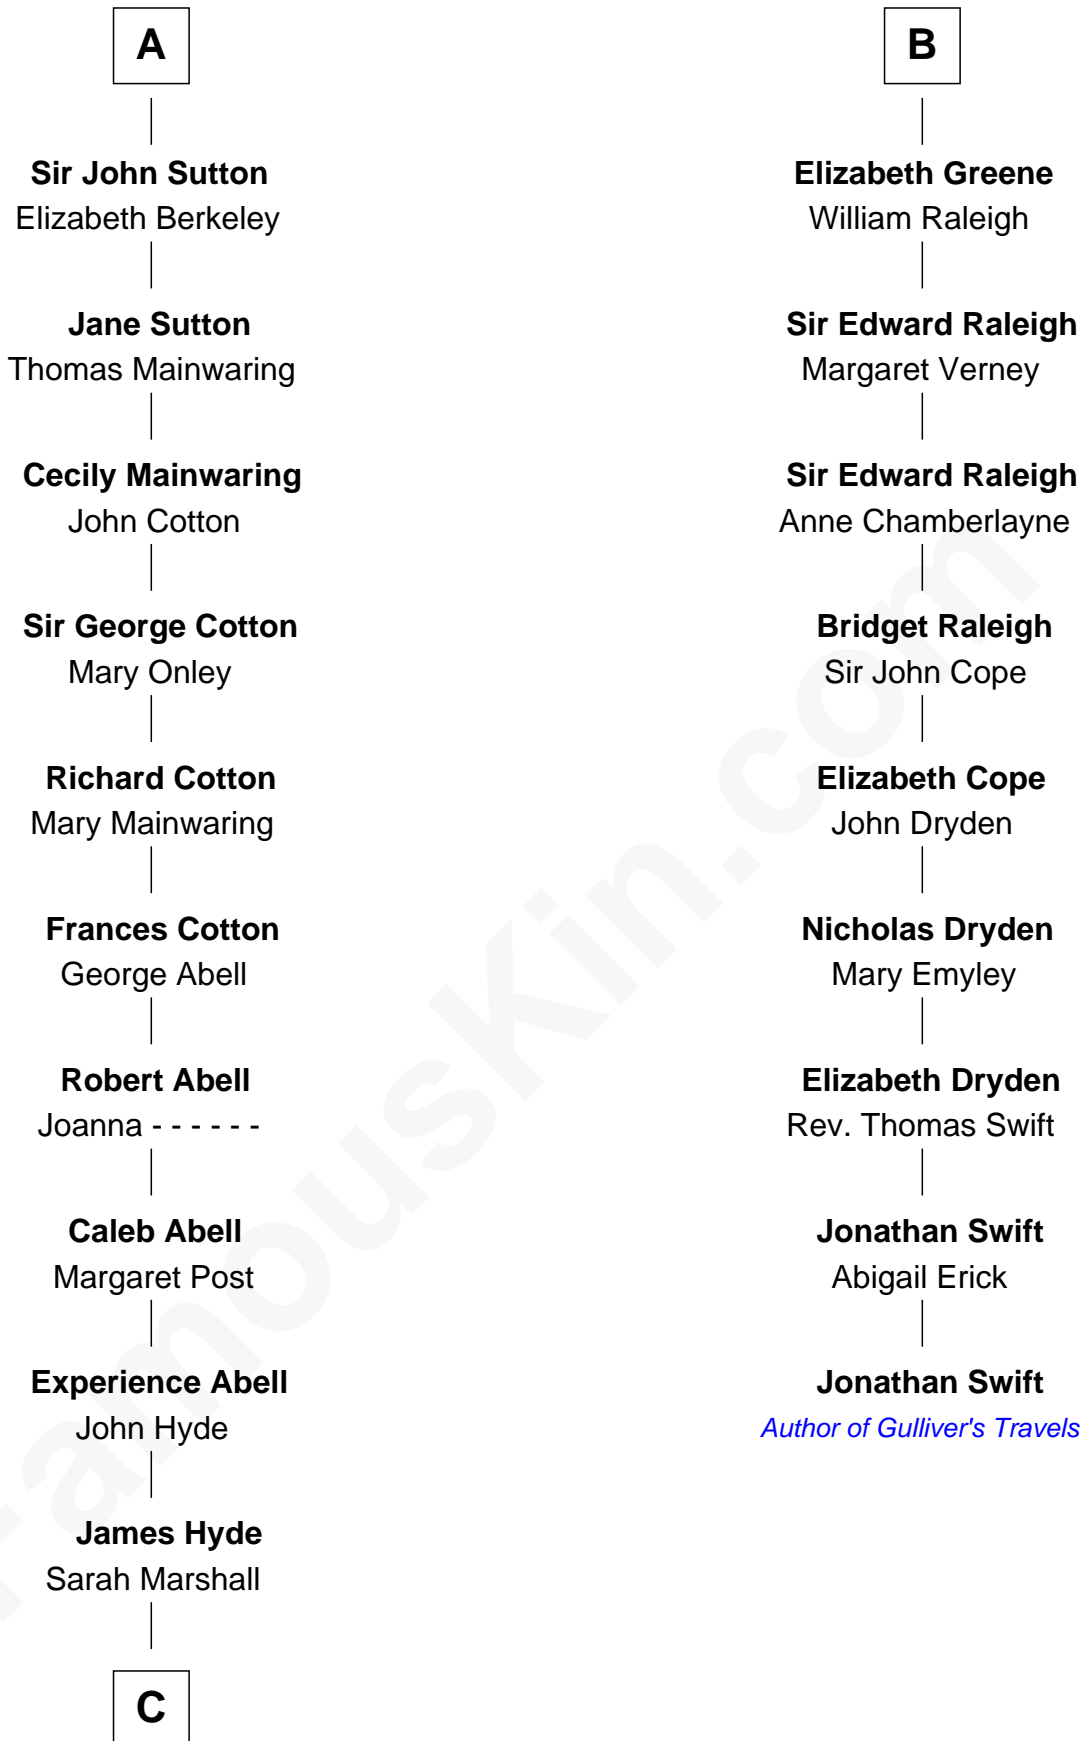 A
Sir John Sutton
Elizabeth Berkeley
Jane Sutton
Thomas Mainwaring
Cecily Mainwaring
John Cotton
Sir George Cotton
Mary Onley
Richard Cotton
Mary Mainwaring
Frances Cotton
George Abell
Robert Abell
Joanna - - - - - -
Caleb Abell
Margaret Post
Experience Abell
John Hyde
James Hyde
Sarah Marshall
C
B
Elizabeth Greene
William Raleigh
Sir Edward Raleigh
Margaret Verney
Sir Edward Raleigh
Anne Chamberlayne
Bridget Raleigh
Sir John Cope
Elizabeth Cope
John Dryden
Nicholas Dryden
Mary Emyley
Elizabeth Dryden
Rev. Thomas Swift
Jonathan Swift
Abigail Erick
Jonathan Swift
Author of Gulliver's Travels
FamousKin.com